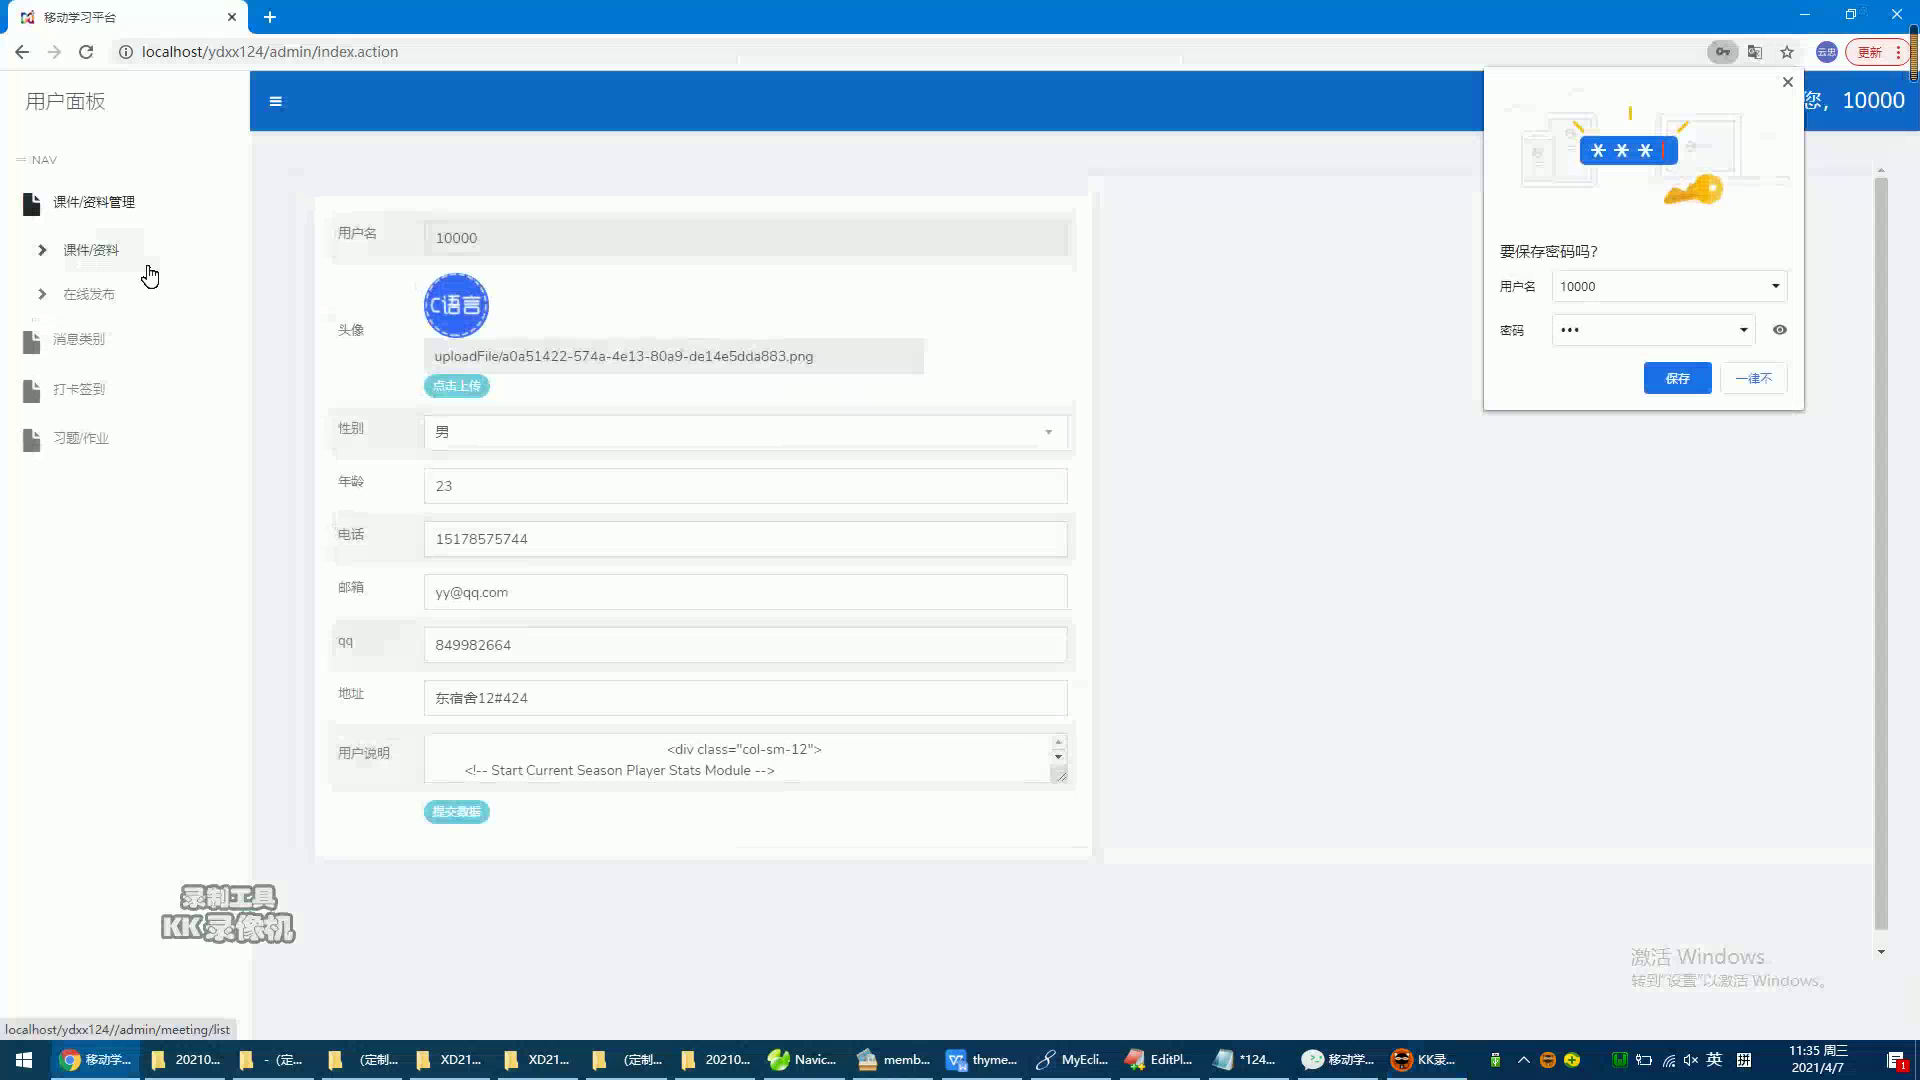 移动学习平台
localhost/ydxx124/admin/index.action
云忠
更新
用户面板
您，10000
NAV
课件/资料管理
课件/资料
在线发布
消息类别
打卡签到
习题/作业
用户名
10000
头像
C语言
uploadFile/a0a51422-574a-4e13-80a9-de14e5dda883.png
点击上传
性别
男
年龄
23
电话
15178575744
邮箱
yy@qq.com
qq
849982664
地址
东宿舍12#424
用户说明
<div class="col-sm-12">
<!-- Start Current Season Player Stats Module -->
提交数据
***
要保存密码吗？
用户名
10000
密码
•••
保存
一律不
录制工具
KK录像机
激活 Windows
转到"设置"以激活 Windows。
localhost/ydxx124//admin/meeting/list
移动学...
20210...
- （定...
（定制...
XD21...
XD21...
（定制...
20210...
Navic...
memb...
thyme...
MyEcli...
EditPl...
*124...
移动学...
KK录...
英
拼
11:35 周三
2021/4/7
1